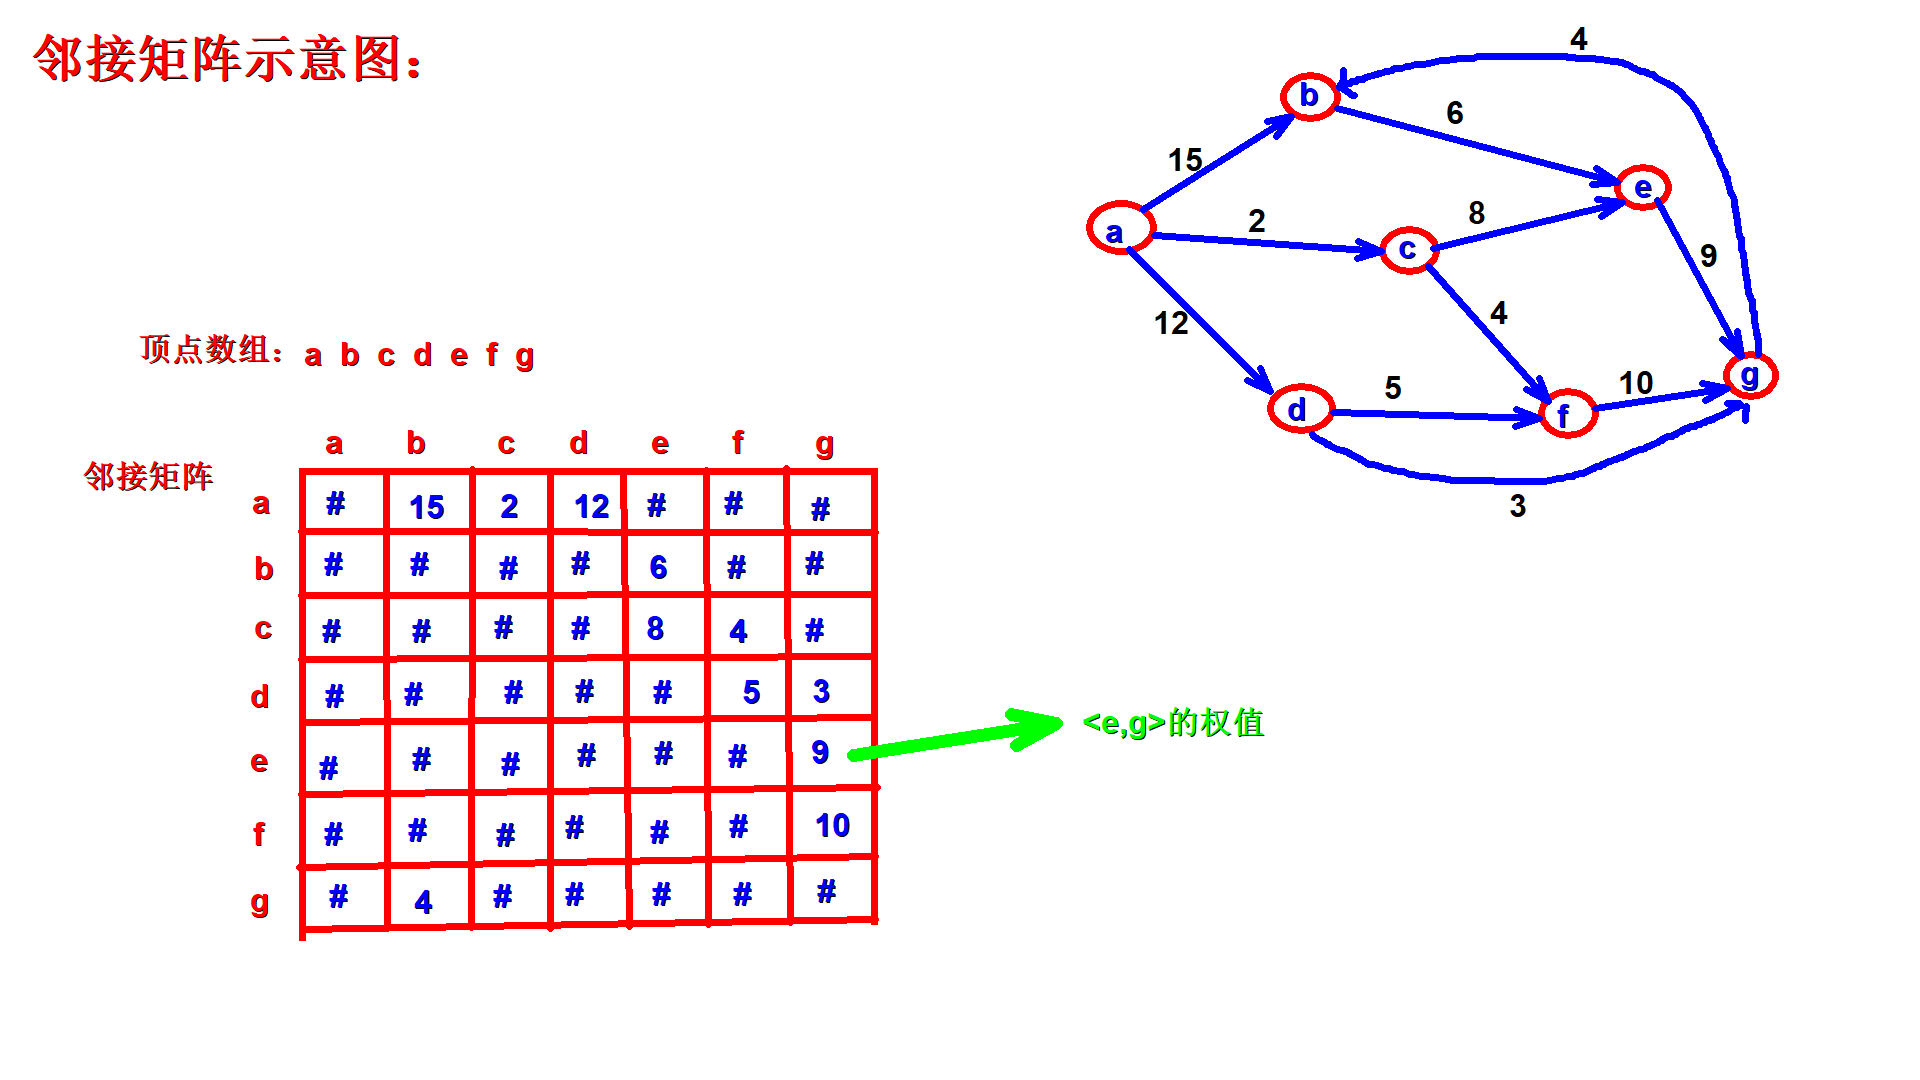 邻接矩阵示意图：
4
b
6
15
e
2
8
a
c
9
12
4
顶点数组：a b c d e f g
5
10
g
d
f
3
a b c d e f g
邻接矩阵
a # 15 2 12 # # #
b # # # # 6 # #
c # # # # 8 4 #
d # # # # # 5 3
e # # # # # # 9
<e,g>的权值
f # # # # # # 10
g # 4 # # # # #